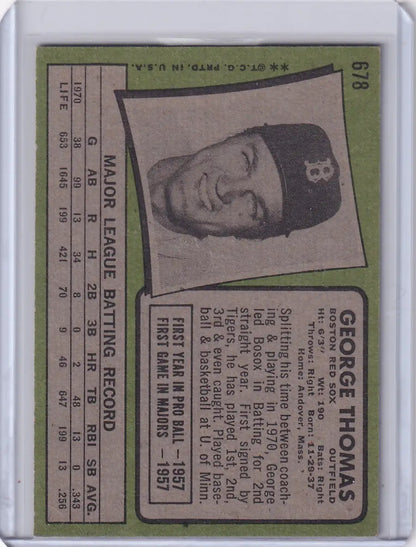 678
GEORGE THOMAS
BOSTON RED SOX OUTFIELD
Ht: 6'3" Wt: 190 Bats: Right
Throws: Right Born: 11-29-37
Home: Andover, Mass.
Splitting his time between coach-
ing & playing in 1970, George
led Bosox in Batting for 2nd
straight year. First signed by
Tigers, he has played 1st, 2nd,
3rd & even caught. Played base-
ball & basketball at U. of Minn.
FIRST YEAR IN PRO BALL — 1957
FIRST GAME IN MAJORS — 1957
B
MAJOR LEAGUE BATTING RECORD
G AB R H 2B 3B HR TB RBI SB AVG.
1970 38 99 13 34 8 0 2 48 13 0 .343
LIFE 653 1645 199 421 70 9 46 647 199 13 .256
**©T.C.G. PRTD. IN U.S.A.